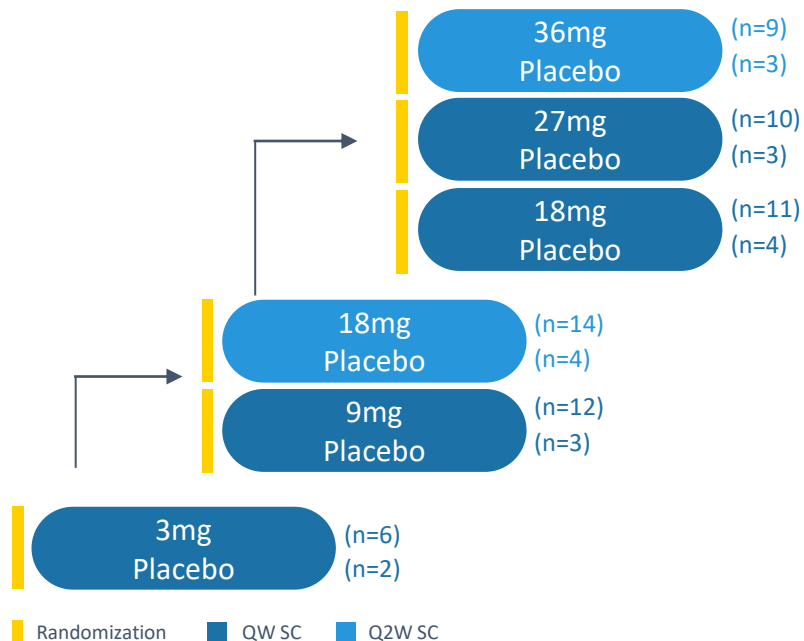 36mg (n=9)
Placebo (n=3)
27mg (n=10)
Placebo (n=3)
18mg (n=11)
Placebo (n=4)
18mg (n=14)
Placebo (n=4)
9mg (n=12)
Placebo (n=3)
3mg (n=6)
Placebo (n=2)
Randomization QW SC Q2W SC